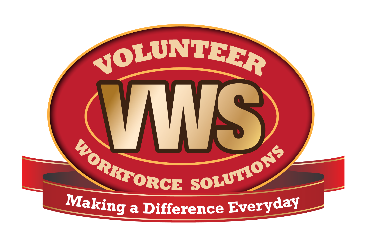 VOLUNTEER
VWS
WORKFORCE SOLUTIONS
Making a Difference Everyday